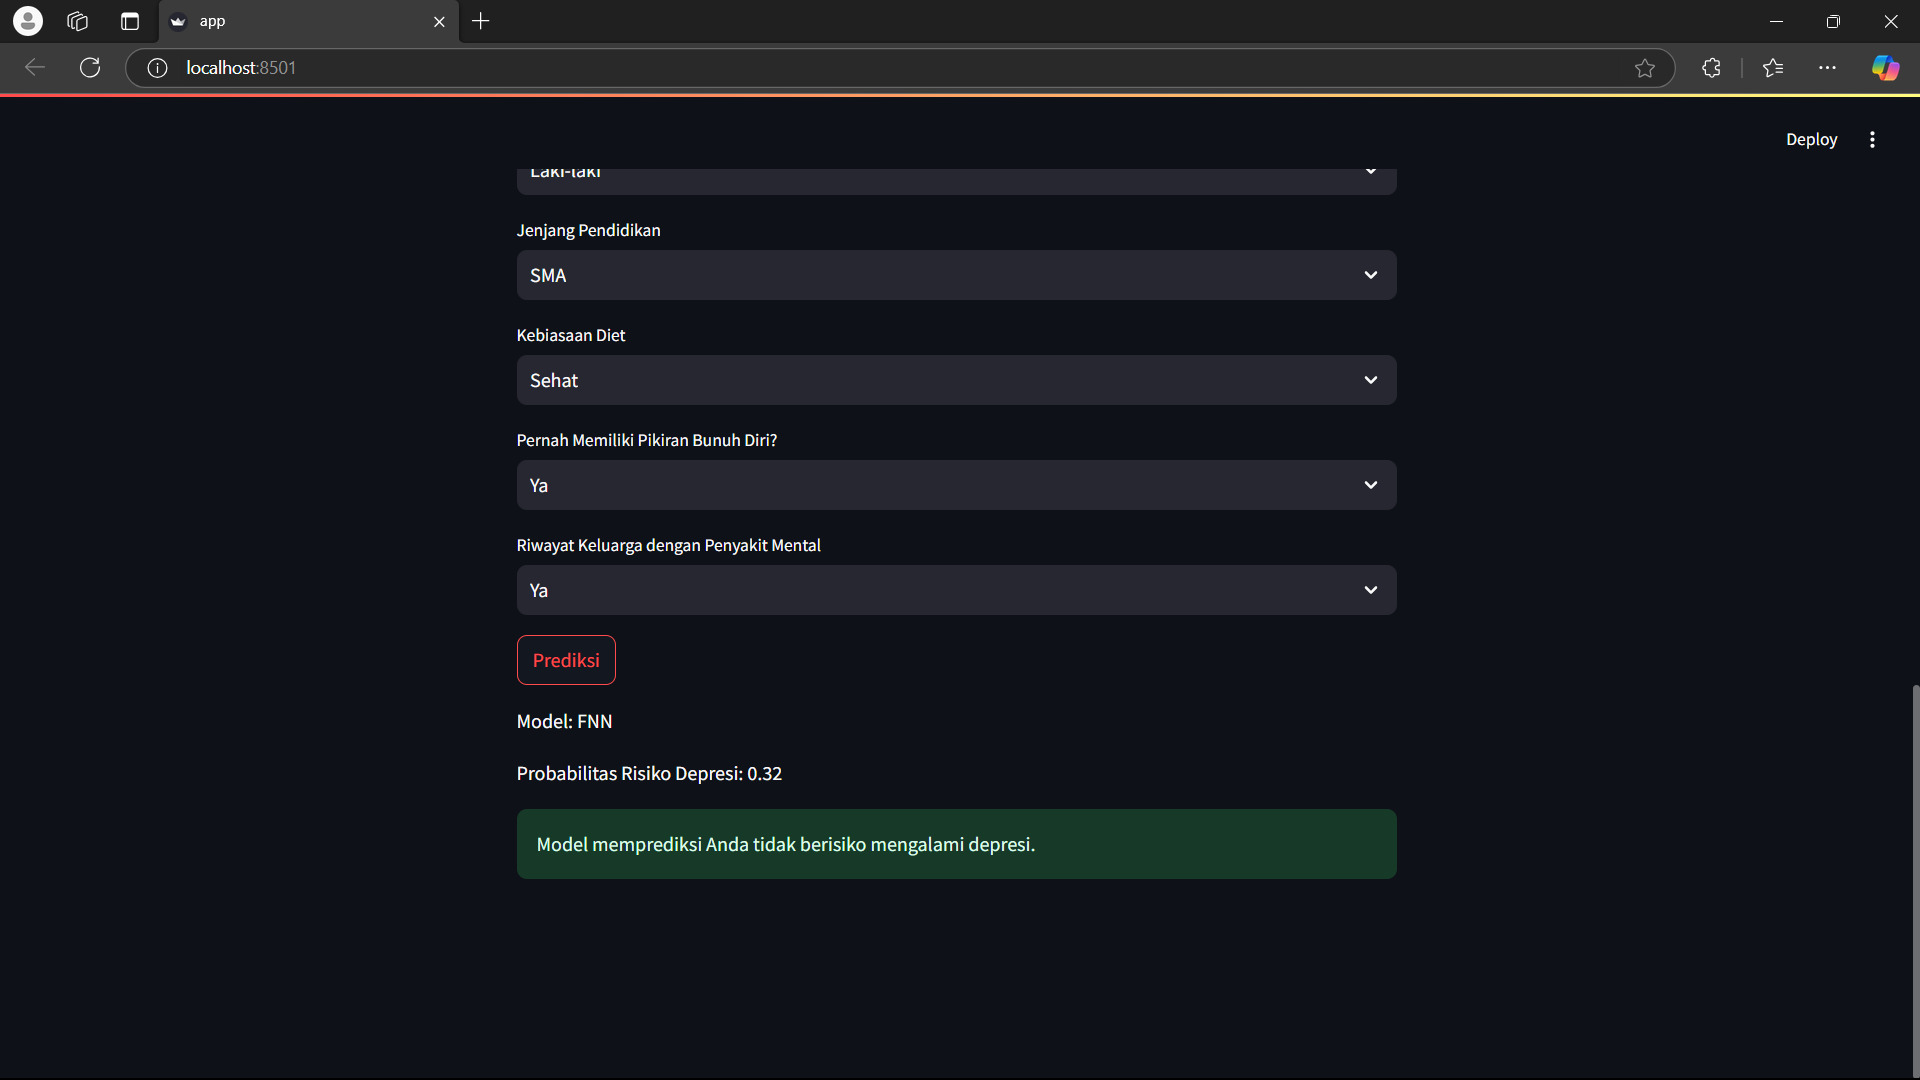 app
localhost:8501
Deploy
Laki-laki
Jenjang Pendidikan
SMA
Kebiasaan Diet
Sehat
Pernah Memiliki Pikiran Bunuh Diri?
Ya
Riwayat Keluarga dengan Penyakit Mental
Ya
Prediksi
Model: FNN
Probabilitas Risiko Depresi: 0.32
Model memprediksi Anda tidak berisiko mengalami depresi.